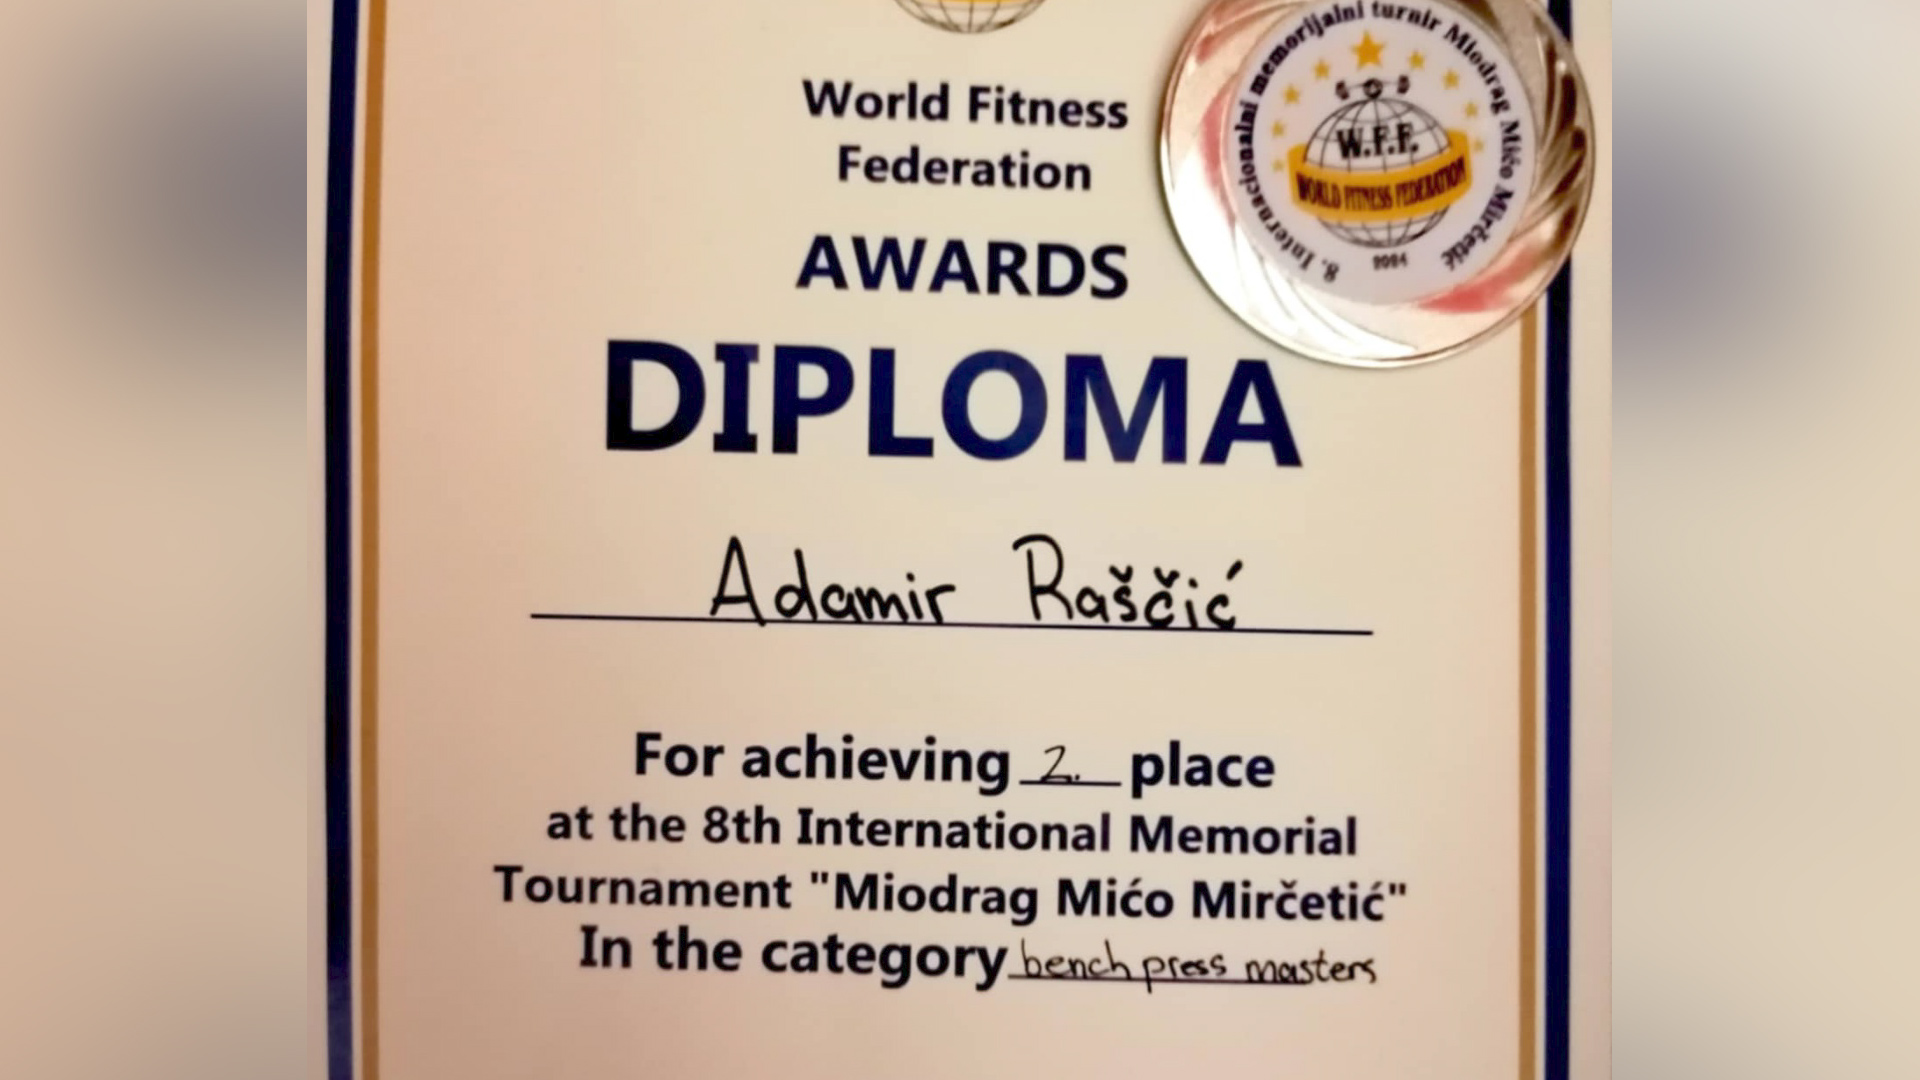 World Fitness
Federation
AWARDS
DIPLOMA
Adamir Raščić
For achieving 2. place
at the 8th International Memorial
Tournament "Miodrag Mićo Mirčetić"
In the category bench press masters
8. Internacionalni memorijalni turnir Miodrag Mićo Mirčetić
W.F.F.
WORLD FITNESS FEDERATION
2024